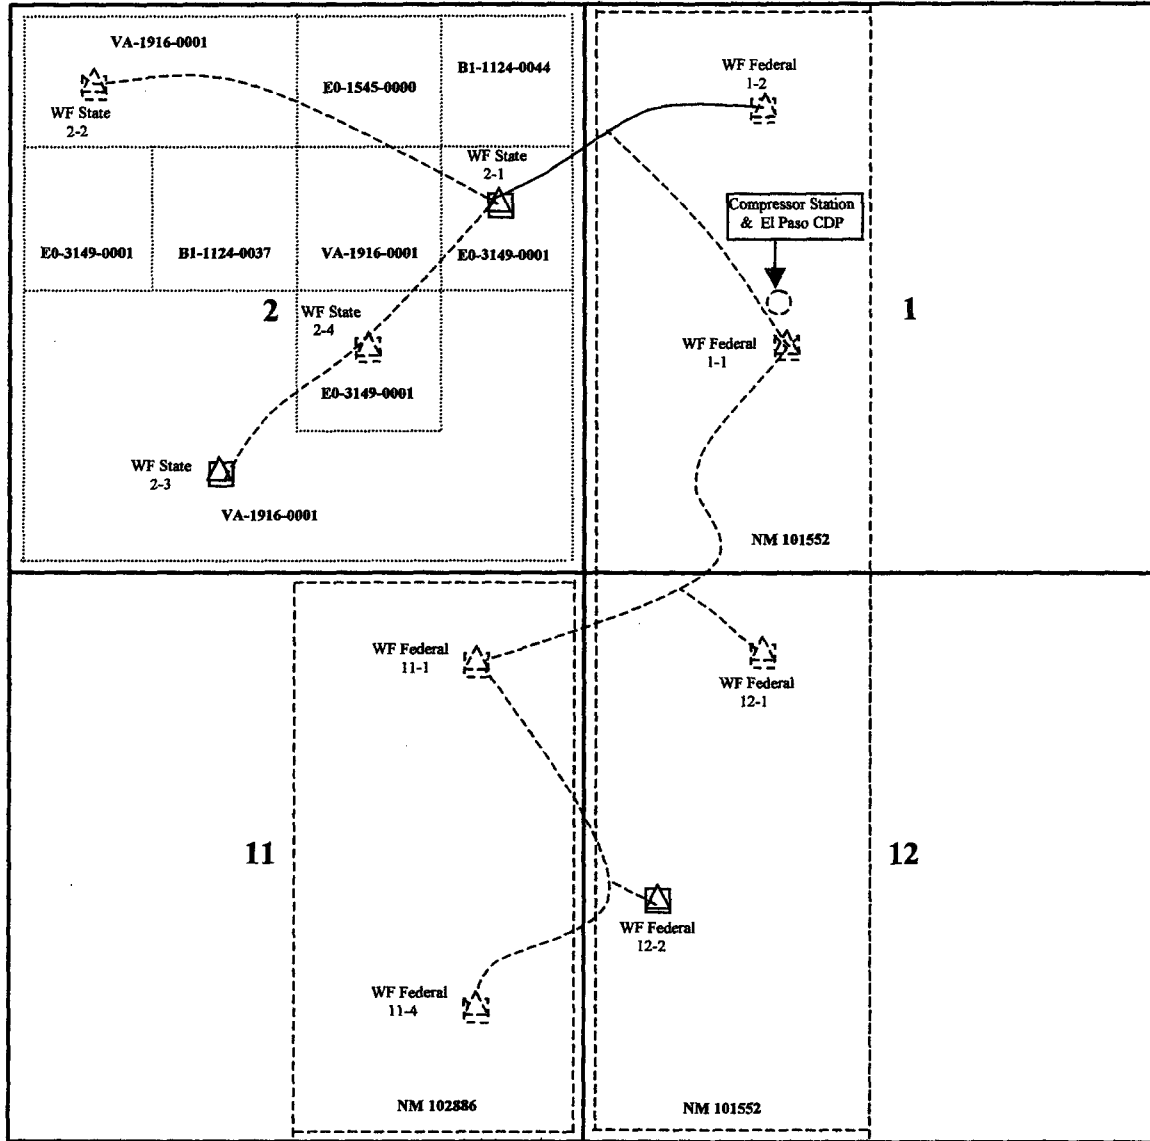 VA-1916-0001
WF State
2-2
E0-1545-0000
B1-1124-0044
WF State
2-1
E0-3149-0001
B1-1124-0037
VA-1916-0001
E0-3149-0001
2
WF State
2-4
E0-3149-0001
WF State
2-3
VA-1916-0001
WF Federal
1-2
Compressor Station
& El Paso CDP
1
WF Federal
1-1
NM 101552
WF Federal
11-1
11
WF Federal
11-4
NM 102886
WF Federal
12-1
12
WF Federal
12-2
NM 101552